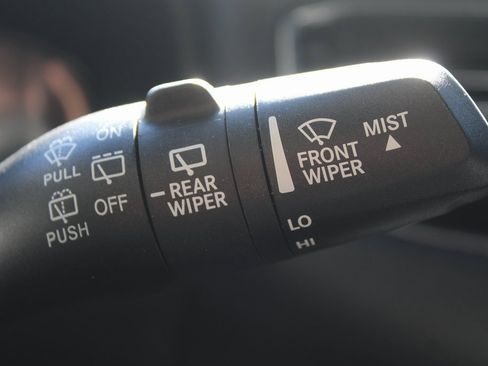 PULL
PUSH
ON
OFF
REAR
WIPER
FRONT
WIPER
MIST
LO
HI